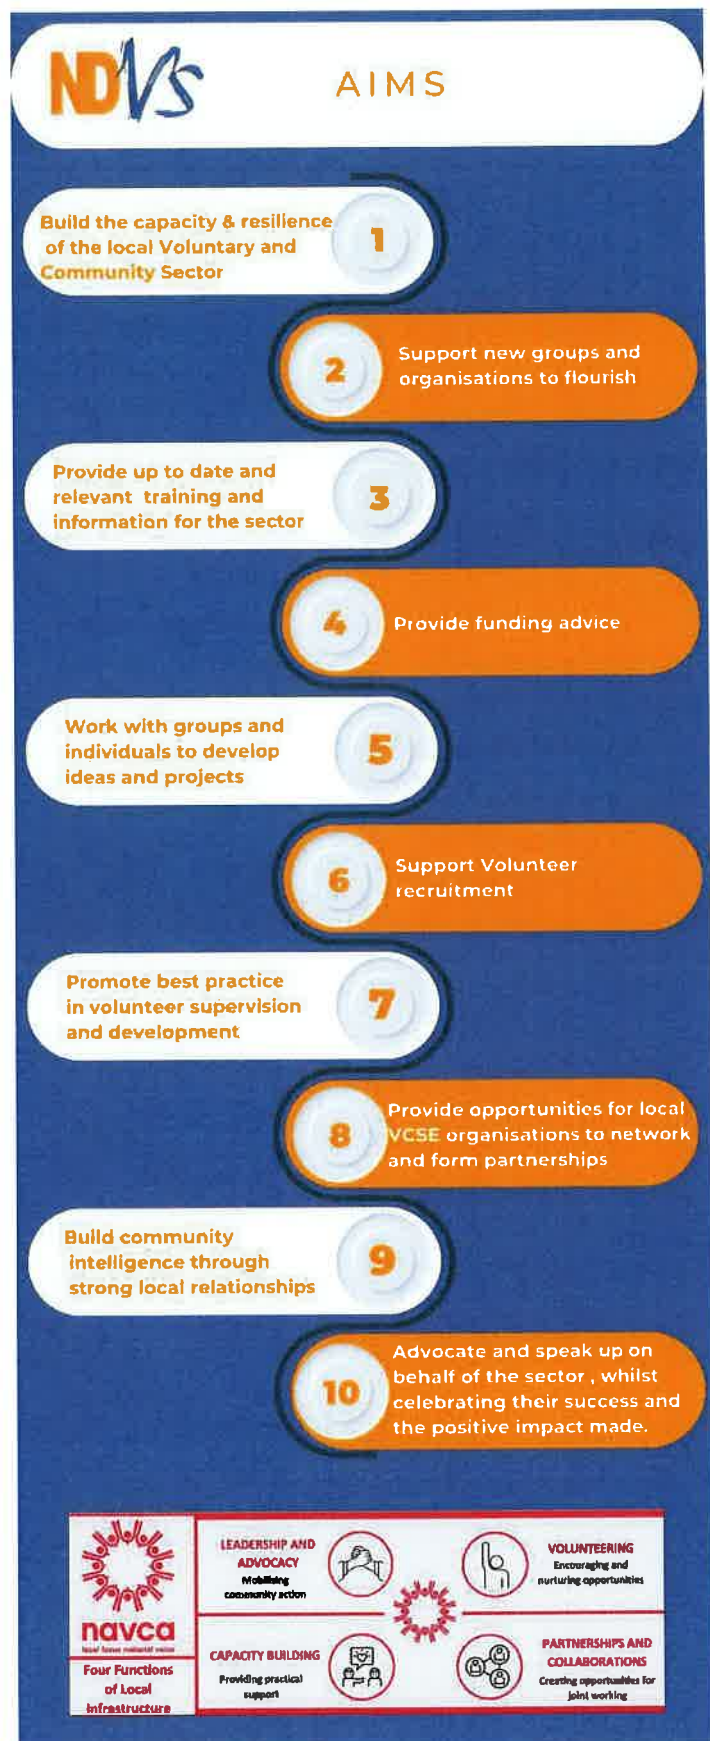 NDVS
AIMS
Build the capacity & resilience
of the local Voluntary and
Community Sector
1
2
Support new groups and
organisations to flourish
Provide up to date and
relevant training and
information for the sector
3
4
Provide funding advice
Work with groups and
individuals to develop
ideas and projects
5
6
Support Volunteer
recruitment
Promote best practice
in volunteer supervision
and development
7
8
Provide opportunities for local
VCSE organisations to network
and form partnerships
Build community
intelligence through
strong local relationships
9
10
Advocate and speak up on
behalf of the sector , whilst
celebrating their success and
the positive impact made.
navca
local focus national voice
Four Functions
of Local
Infrastructure
LEADERSHIP AND
ADVOCACY
Mobilising
community action
VOLUNTEERING
Encouraging and
nurturing opportunities
CAPACITY BUILDING
Providing practical
support
PARTNERSHIPS AND
COLLABORATIONS
Creating opportunities for
joint working